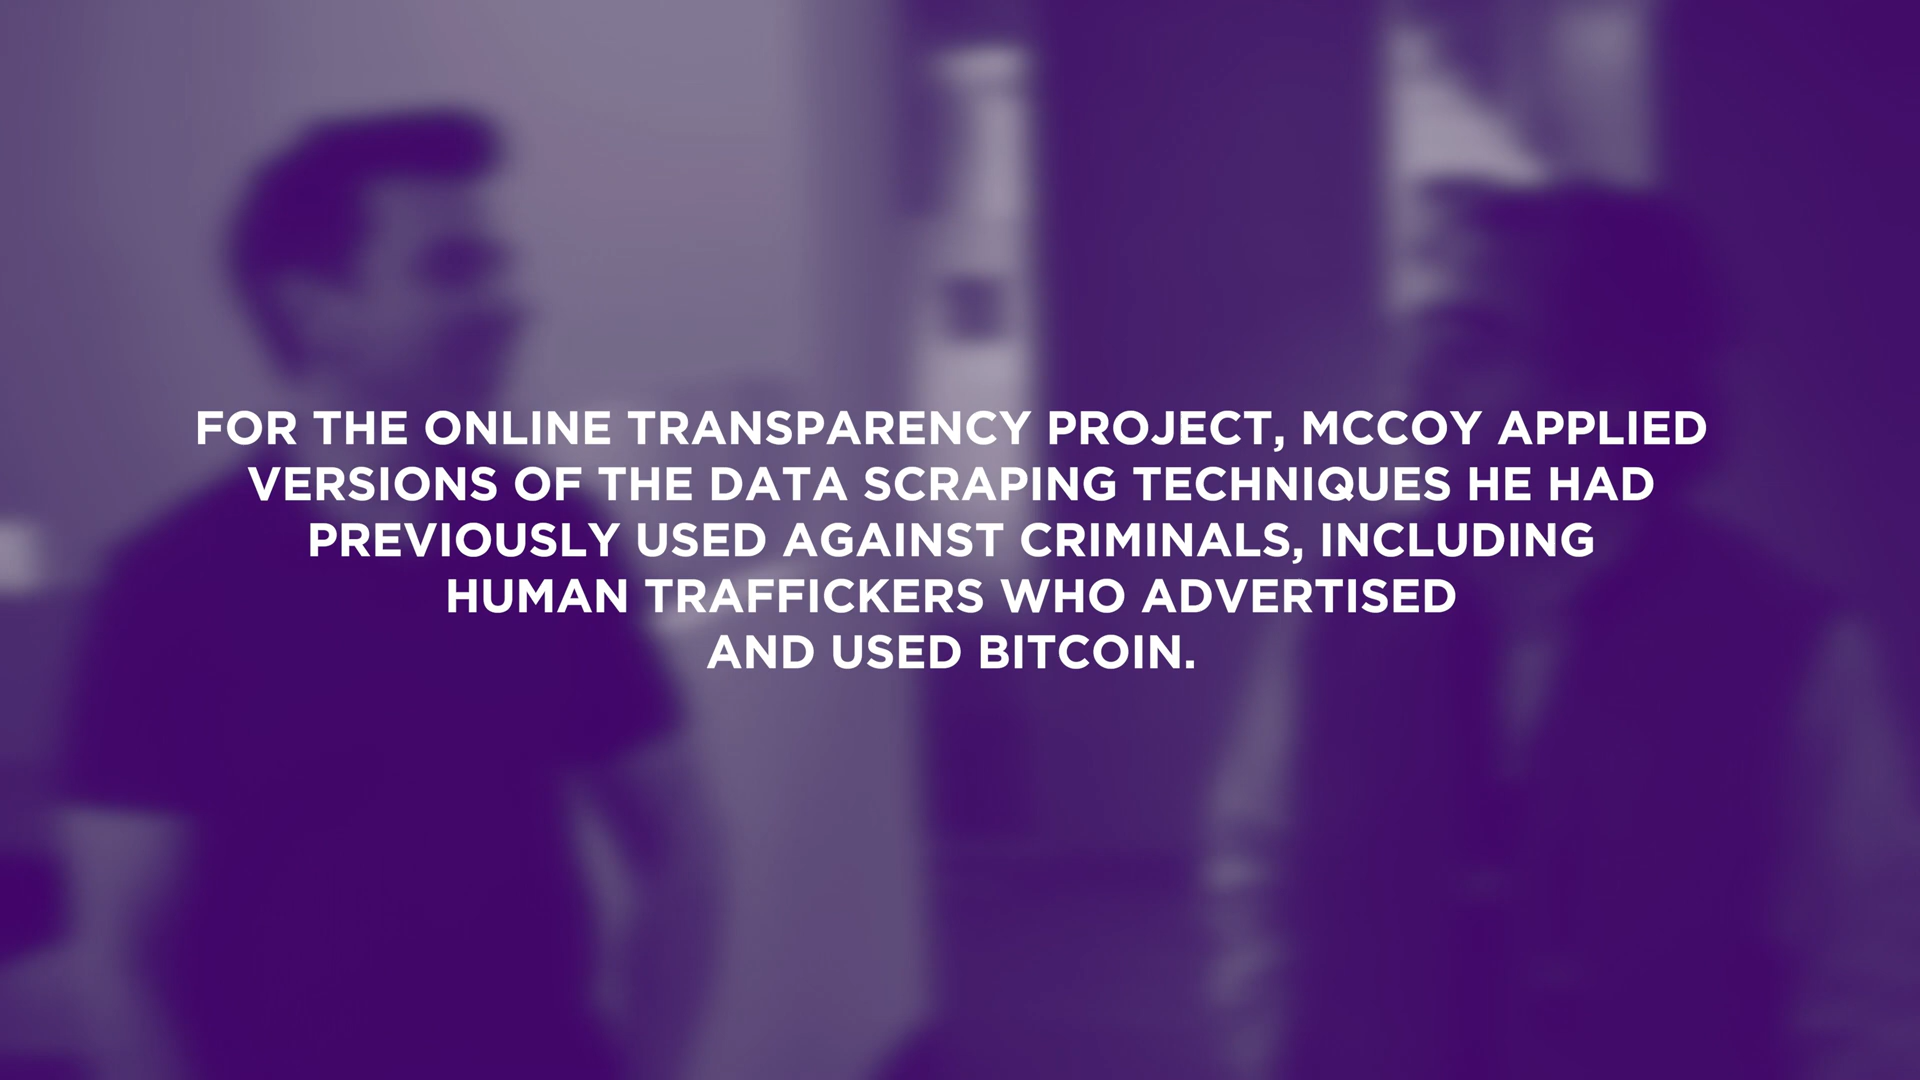 FOR THE ONLINE TRANSPARENCY PROJECT, MCCOY APPLIED
VERSIONS OF THE DATA SCRAPING TECHNIQUES HE HAD
PREVIOUSLY USED AGAINST CRIMINALS, INCLUDING
HUMAN TRAFFICKERS WHO ADVERTISED
AND USED BITCOIN.